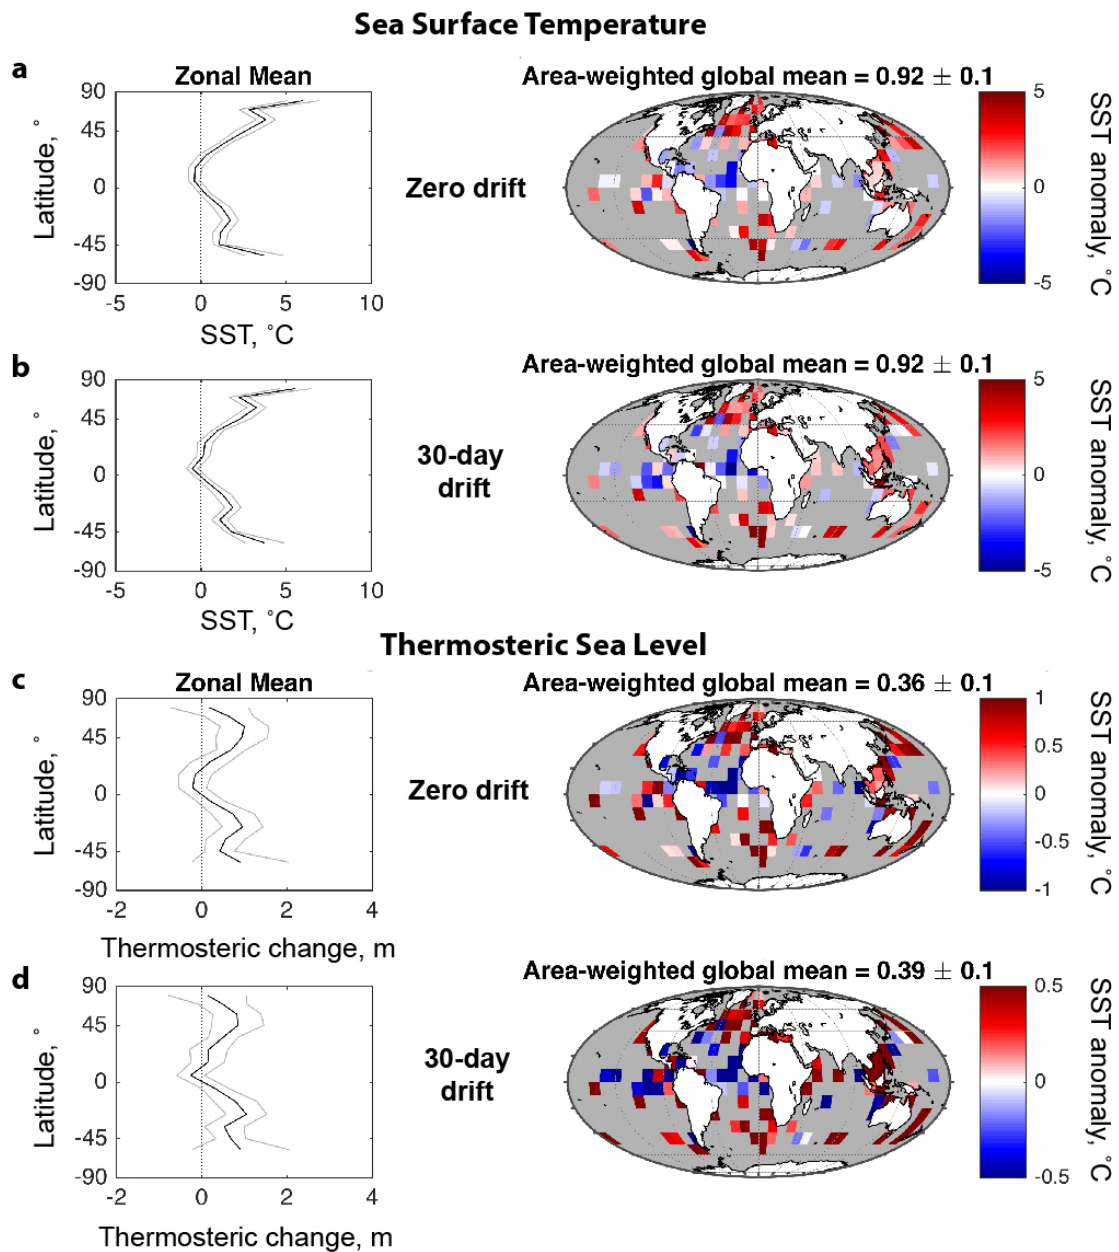 Sea Surface Temperature
a
Zonal Mean
Area-weighted global mean = 0.92 ± 0.1
90
45
0
-45
-90
Latitude, °
-5 0 5 10
SST, °C
Zero drift
5
0
-5
SST anomaly, °C
b
Area-weighted global mean = 0.92 ± 0.1
90
45
0
-45
-90
Latitude, °
-5 0 5 10
SST, °C
30-day
drift
5
0
-5
SST anomaly, °C
Thermosteric Sea Level
c
Zonal Mean
Area-weighted global mean = 0.36 ± 0.1
90
45
0
-45
-90
Latitude, °
-2 0 2 4
Thermosteric change, m
Zero drift
1
0.5
0
-0.5
-1
SST anomaly, °C
d
Area-weighted global mean = 0.39 ± 0.1
90
45
0
-45
-90
Latitude, °
-2 0 2 4
Thermosteric change, m
30-day
drift
0.5
0
-0.5
SST anomaly, °C